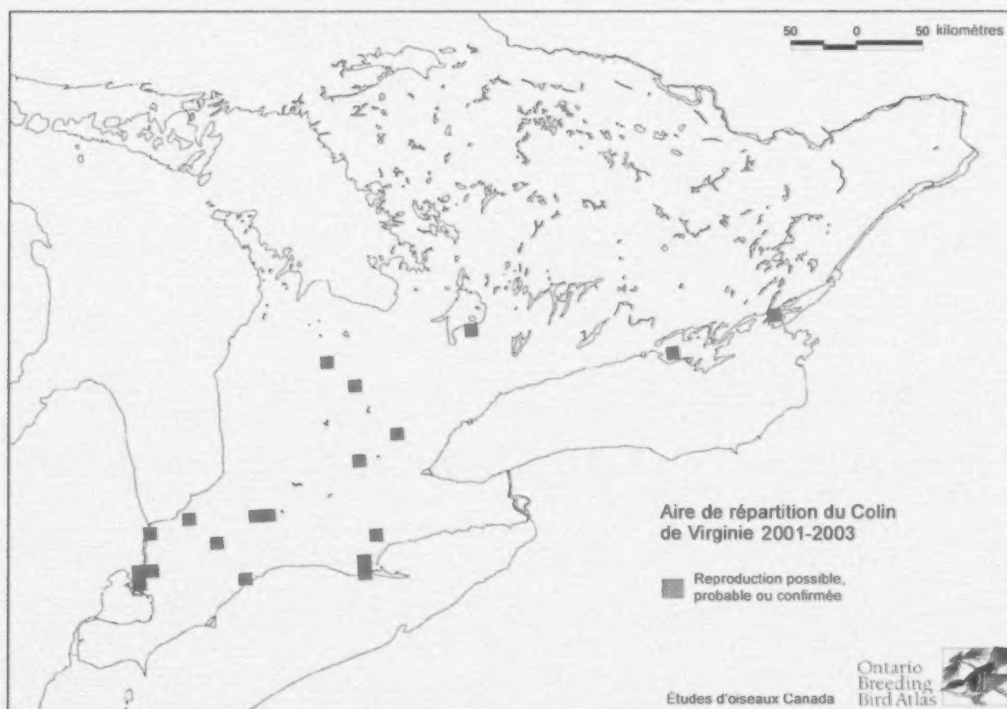 50 0 50 kilomètres
Aire de répartition du Colin
de Virginie 2001-2003
Reproduction possible,
probable ou confirmée
Études d'oiseaux Canada
Ontario
Breeding
Bird Atlas